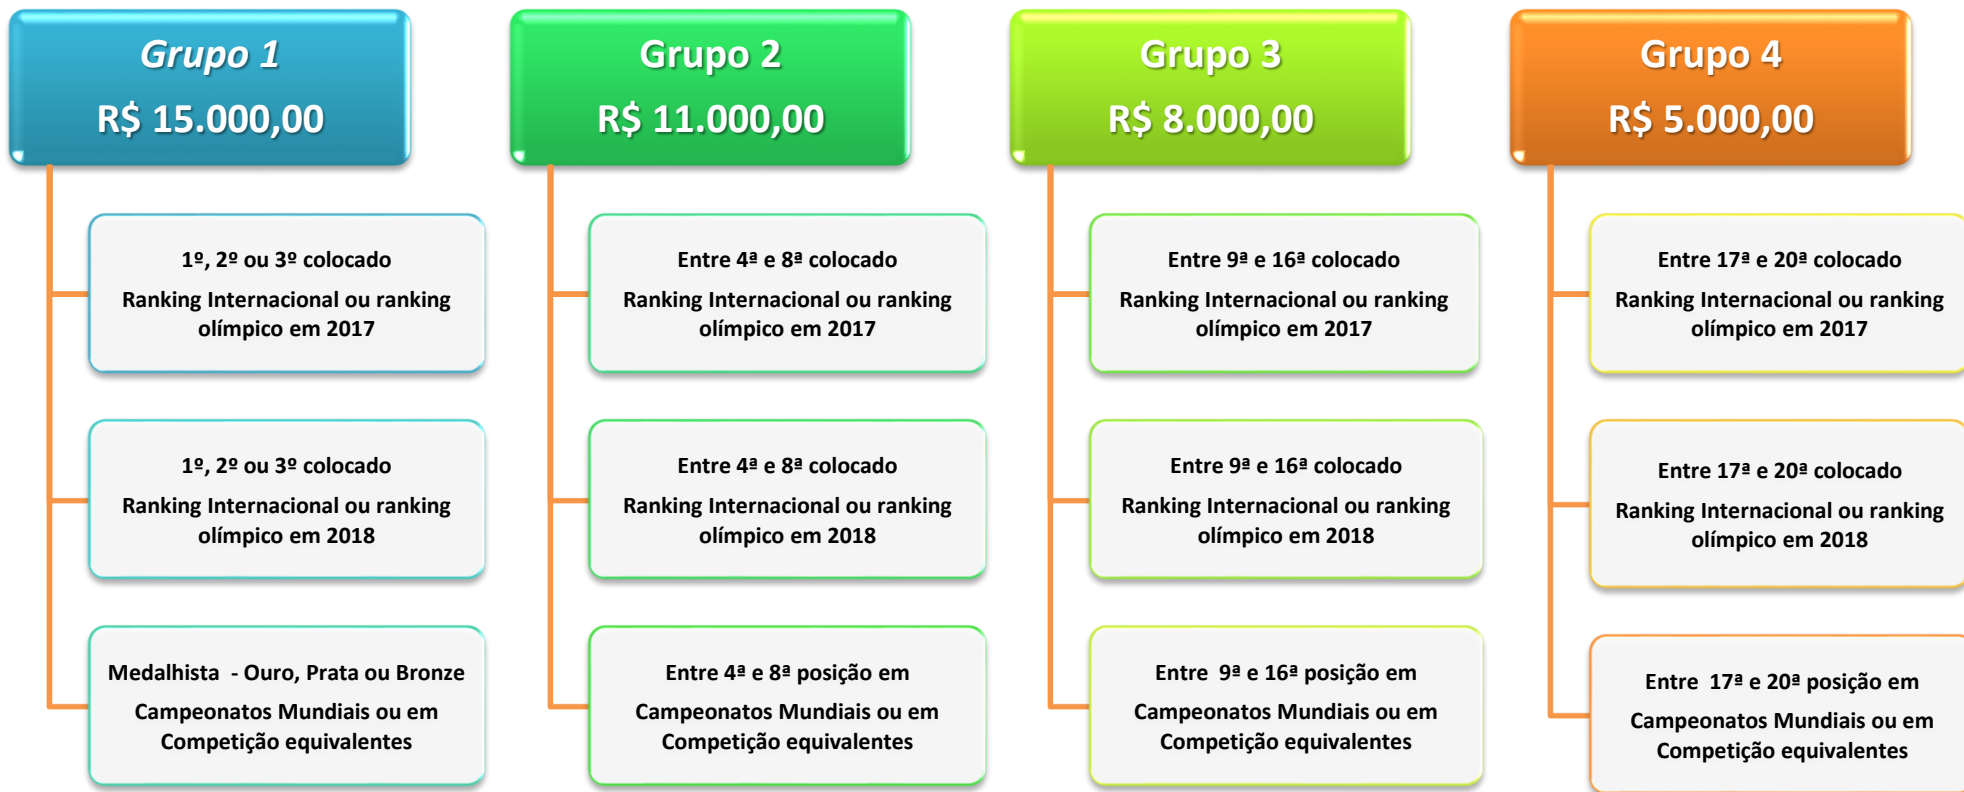 Grupo 1
R$ 15.000,00
1º, 2º ou 3º colocado
Ranking Internacional ou ranking
olímpico em 2017
1º, 2º ou 3º colocado
Ranking Internacional ou ranking
olímpico em 2018
Medalhista - Ouro, Prata ou Bronze
Campeonatos Mundiais ou em
Competição equivalentes
Grupo 2
R$ 11.000,00
Entre 4ª e 8ª colocado
Ranking Internacional ou ranking
olímpico em 2017
Entre 4ª e 8ª colocado
Ranking Internacional ou ranking
olímpico em 2018
Entre 4ª e 8ª posição em
Campeonatos Mundiais ou em
Competição equivalentes
Grupo 3
R$ 8.000,00
Entre 9ª e 16ª colocado
Ranking Internacional ou ranking
olímpico em 2017
Entre 9ª e 16ª colocado
Ranking Internacional ou ranking
olímpico em 2018
Entre 9ª e 16ª posição em
Campeonatos Mundiais ou em
Competição equivalentes
Grupo 4
R$ 5.000,00
Entre 17ª e 20ª colocado
Ranking Internacional ou ranking
olímpico em 2017
Entre 17ª e 20ª colocado
Ranking Internacional ou ranking
olímpico em 2018
Entre 17ª e 20ª posição em
Campeonatos Mundiais ou em
Competição equivalentes